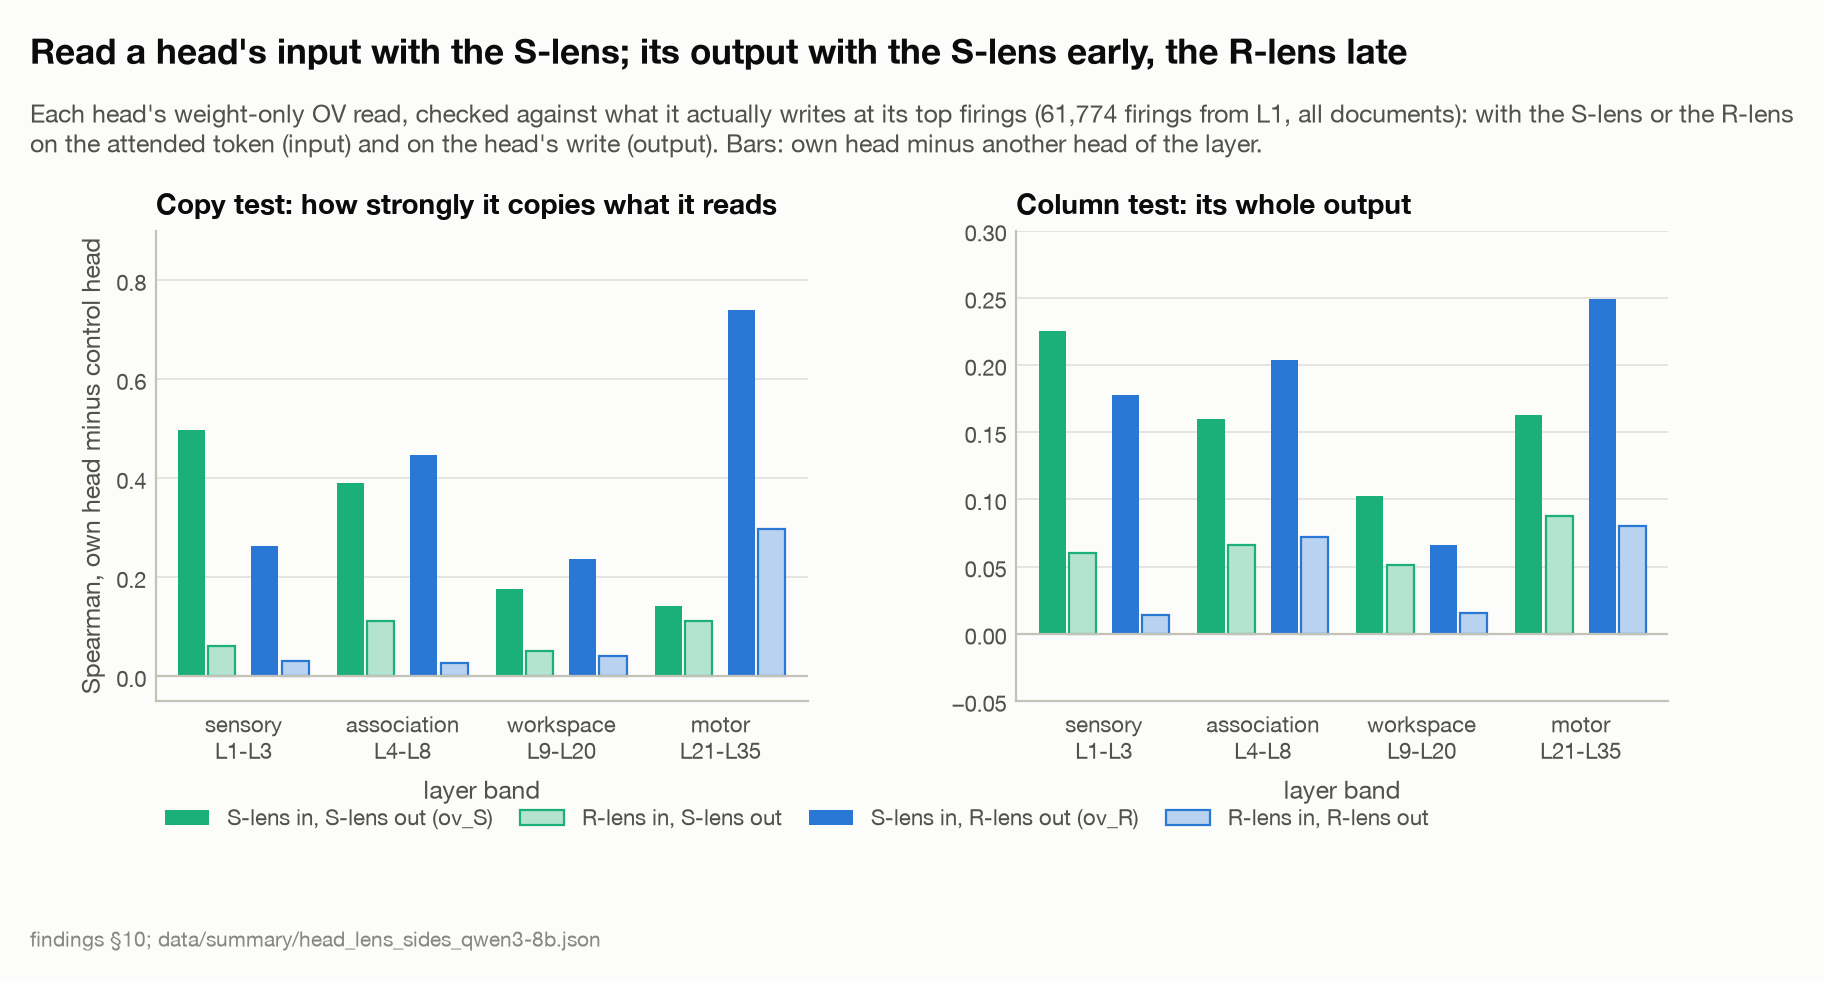 Read a head's input with the S-lens; its output with the S-lens early, the R-lens late
Each head's weight-only OV read, checked against what it actually writes at its top firings (61,774 firings from L1, all documents): with the S-lens or the R-lens
on the attended token (input) and on the head's write (output). Bars: own head minus another head of the layer.
Copy test: how strongly it copies what it reads
Spearman, own head minus control head
0.8
0.6
0.4
0.2
0.0
sensory association workspace motor
L1-L3 L4-L8 L9-L20 L21-L35
layer band
Column test: its whole output
0.30
0.25
0.20
0.15
0.10
0.05
0.00
−0.05
sensory association workspace motor
L1-L3 L4-L8 L9-L20 L21-L35
layer band
S-lens in, S-lens out (ov_S) R-lens in, S-lens out S-lens in, R-lens out (ov_R) R-lens in, R-lens out
findings §10; data/summary/head_lens_sides_qwen3-8b.json